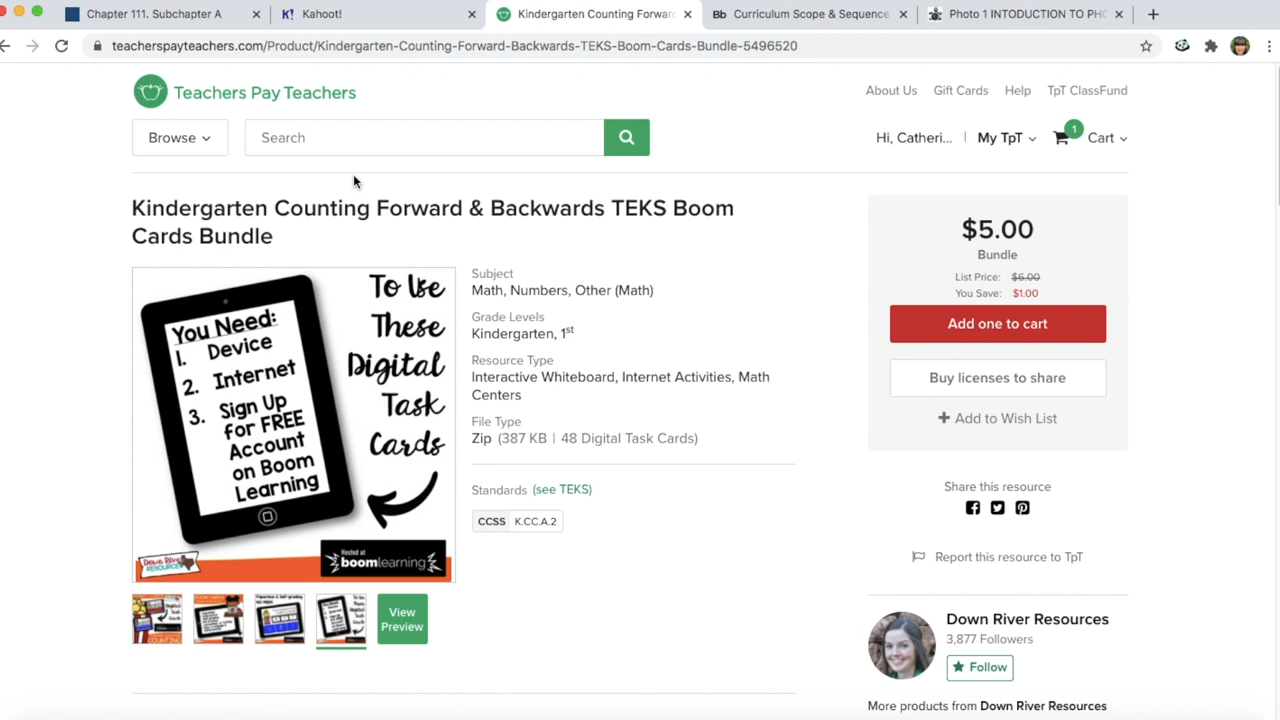 Chapter 111. Subchapter A
K! Kahoot!
Kindergarten Counting Forwar
Bb Curriculum Scope & Sequence
Photo 1 INTODUCTION TO PHO
teacherspayteachers.com/Product/Kindergarten-Counting-Forward-Backwards-TEKS-Boom-Cards-Bundle-5496520
Teachers Pay Teachers
About Us Gift Cards Help TpT ClassFund
Browse
Search
Hi, Catheri... | My TpT
1
Cart
Kindergarten Counting Forward & Backwards TEKS Boom
Cards Bundle
You Need:
1. Device
2. Internet
3. Sign Up
for FREE
Account
on Boom
Learning
To Use
These
Digital
Task
Cards
Down River
Resources
Hosted at
boomlearning
View
Preview
Subject
Math, Numbers, Other (Math)
Grade Levels
Kindergarten, 1st
Resource Type
Interactive Whiteboard, Internet Activities, Math
Centers
File Type
Zip (387 KB | 48 Digital Task Cards)
Standards (see TEKS)
CCSS K.CC.A.2
$5.00
Bundle
List Price: $6.00
You Save: $1.00
Add one to cart
Buy licenses to share
+ Add to Wish List
Share this resource
Report this resource to TpT
Down River Resources
3,877 Followers
Follow
More products from Down River Resources